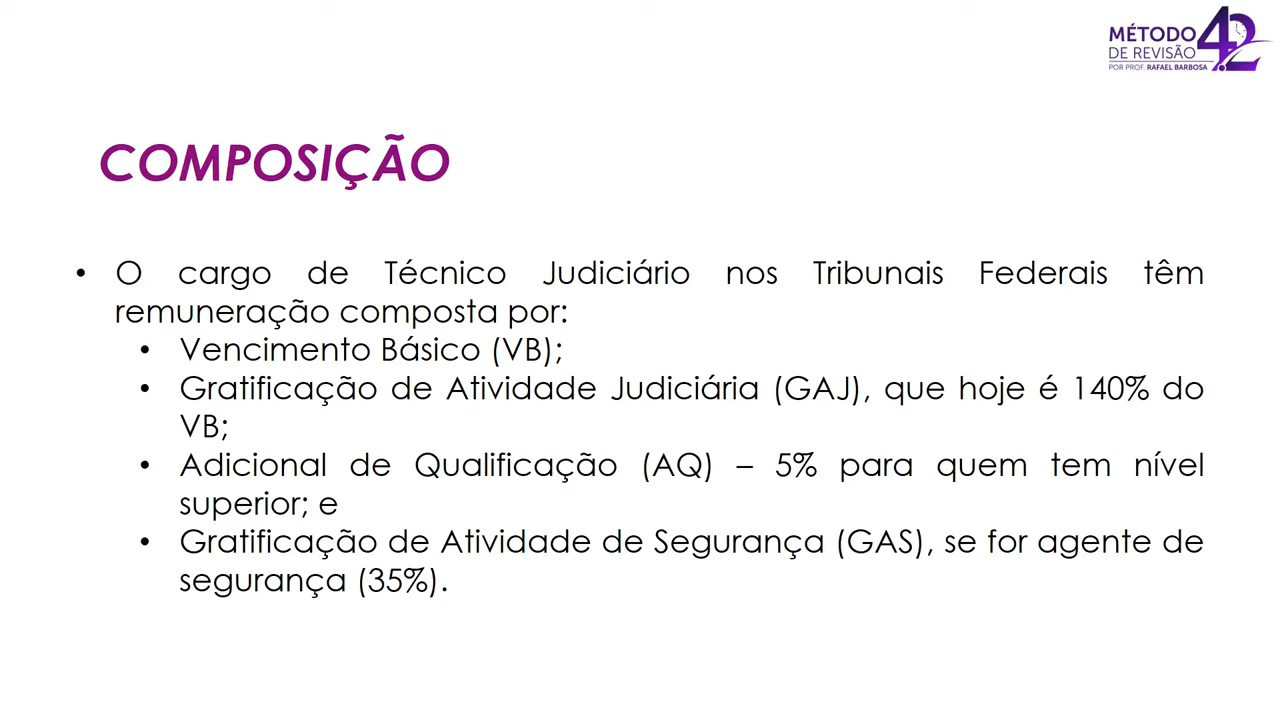 MÉTODO 4.2
DE REVISÃO
POR PROF. RAFAEL BARBOSA
COMPOSIÇÃO
• O cargo de Técnico Judiciário nos Tribunais Federais têm
remuneração composta por:
• Vencimento Básico (VB);
• Gratificação de Atividade Judiciária (GAJ), que hoje é 140% do
VB;
• Adicional de Qualificação (AQ) – 5% para quem tem nível
superior; e
• Gratificação de Atividade de Segurança (GAS), se for agente de
segurança (35%).